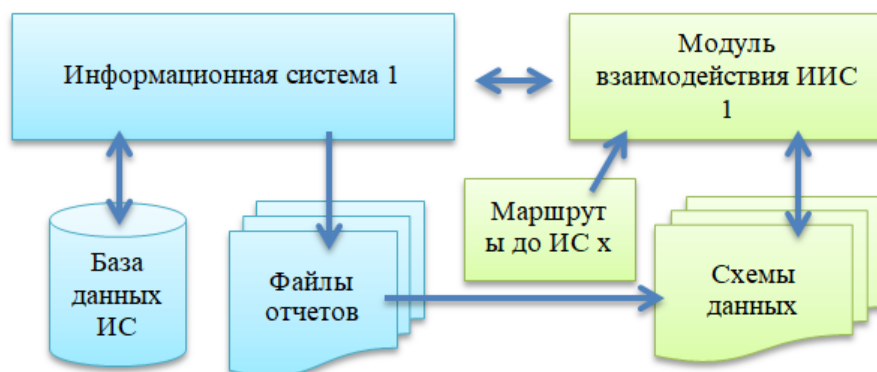 Информационная система 1
Модуль
взаимодействия ИИС
1
Маршрут
ы до ИС х
База
данных
ИС
Файлы
отчетов
Схемы
данных